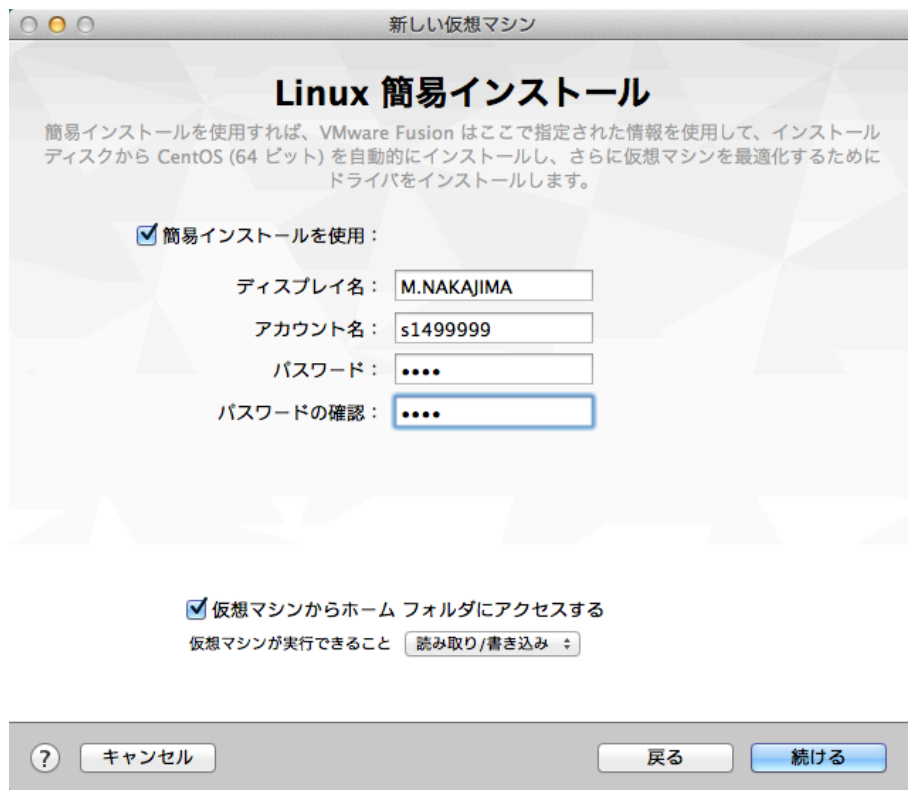 新しい仮想マシン
Linux 簡易インストール
簡易インストールを使用すれば、VMware Fusion はここで指定された情報を使用して、インストール
ディスクから CentOS (64 ビット) を自動的にインストールし、さらに仮想マシンを最適化するために
ドライバをインストールします。
簡易インストールを使用：
ディスプレイ名： M.NAKAJIMA
アカウント名： s1499999
パスワード： ••••
パスワードの確認： ••••
仮想マシンからホーム フォルダにアクセスする
仮想マシンが実行できること 読み取り/書き込み
? キャンセル 戻る 続ける